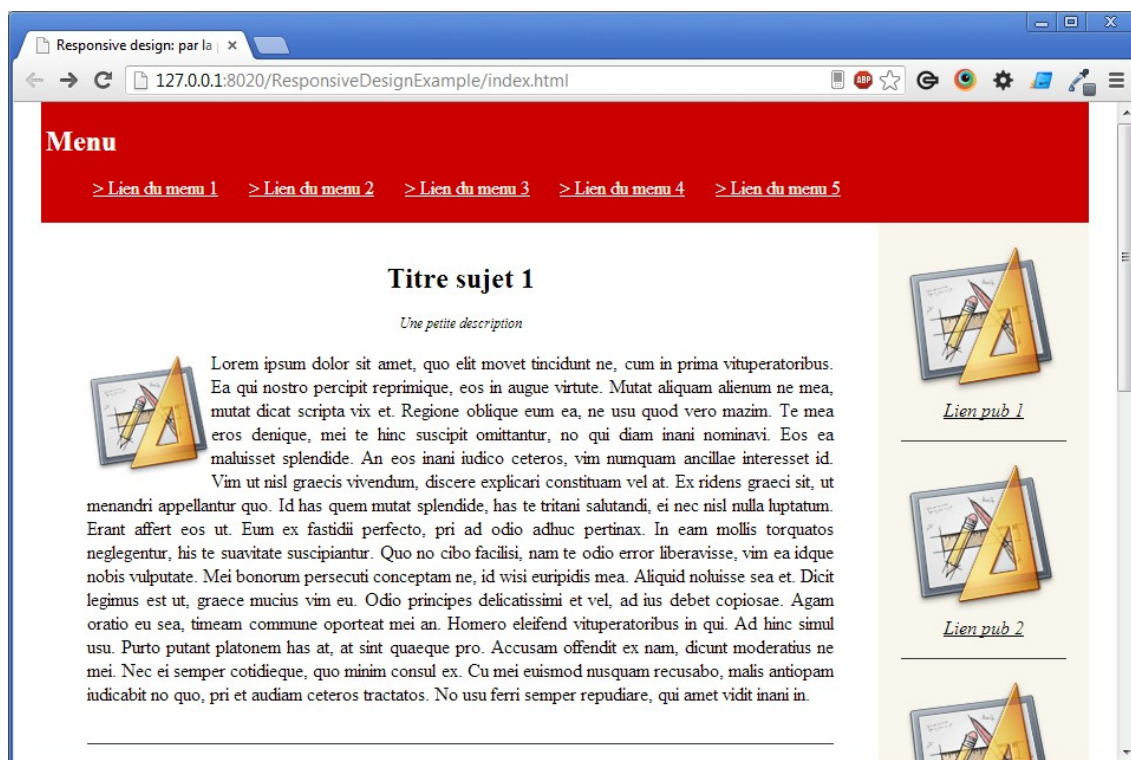 Responsive design: par la
127.0.0.1:8020/ResponsiveDesignExample/index.html
ABP
Menu
> Lien du menu 1 > Lien du menu 2 > Lien du menu 3 > Lien du menu 4 > Lien du menu 5
Titre sujet 1
Une petite description
Lorem ipsum dolor sit amet, quo elit movet tincidunt ne, cum in prima vituperatoribus.
Ea qui nostro percipit reprimique, eos in augue virtute. Mutat aliquam alienum ne mea,
mutat dicat scripta vix et. Regione oblique eum ea, ne usu quod vero mazim. Te mea
eros denique, mei te hinc suscipit omittantur, no qui diam inani nominavi. Eos ea
maluisset splendide. An eos inani iudico ceteros, vim numquam ancillae interesset id.
Vim ut nisl graecis vivendum, discere explicari constituam vel at. Ex ridens graeci sit, ut
menandri appellantur quo. Id has quem mutat splendide, has te tritani salutandi, ei nec nisl nulla luptatum.
Erant affert eos ut. Eum ex fastidii perfecto, pri ad odio adhuc pertinax. In eam mollis torquatos
neglegentur, his te suavitate suscipiantur. Quo no cibo facilisi, nam te odio error liberavisse, vim ea idque
nobis vulputate. Mei bonorum persecuti conceptam ne, id wisi euripidis mea. Aliquid noluisse sea et. Dicit
legimus est ut, graece mucius vim eu. Odio principes delicatissimi et vel, ad ius debet copiosae. Agam
oratio eu sea, timeam commune oporteat mei an. Homero eleifend vituperatoribus in qui. Ad hinc simul
usu. Purto putant platonem has at, at sint quaeque pro. Accusam offendit ex nam, dicunt moderatius ne
mei. Nec ei semper cotidieque, quo minim consul ex. Cu mei euismod nusquam recusabo, malis antiopam
iudicabit no quo, pri et audiam ceteros tractatos. No usu ferri semper repudiare, qui amet vidit inani in.
Lien pub 1
Lien pub 2